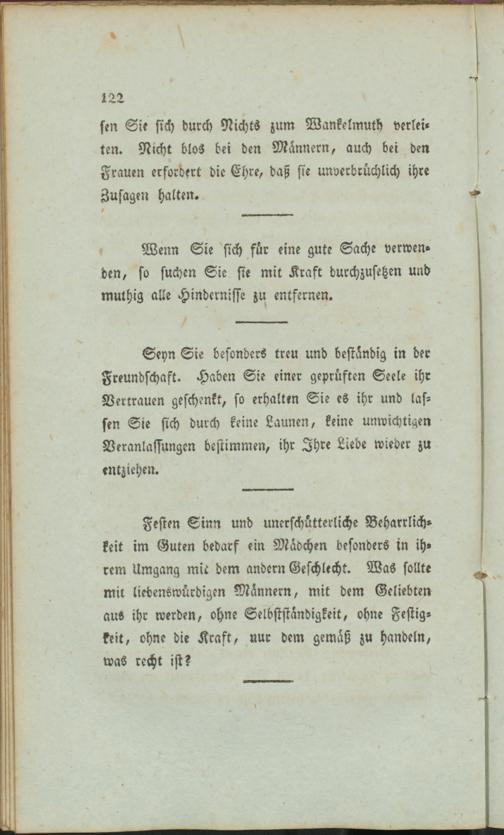 122
sen Sie sich durch Nichts zum Wankelmuth verlei-
ten. Nicht blos bei den Männern, auch bei den
Frauen erfordert die Ehre, daß sie unverbrüchlich ihre
Zusagen halten.
Wenn Sie sich für eine gute Sache verwen-
den, so suchen Sie sie mit Kraft durchzusetzen und
muthig alle Hindernisse zu entfernen.
Seyn Sie besonders treu und beständig in der
Freundschaft. Haben Sie einer geprüften Seele ihr
Vertrauen geschenkt, so erhalten Sie es ihr und las-
sen Sie sich durch keine Launen, keine unwichtigen
Veranlassungen bestimmen, ihr Ihre Liebe wieder zu
entziehen.
Festen Sinn und unerschütterliche Beharrlich-
keit im Guten bedarf ein Mädchen besonders in ih-
rem Umgang mit dem andern Geschlecht. Was sollte
mit liebenswürdigen Männern, mit dem Geliebten
aus ihr werden, ohne Selbstständigkeit, ohne Festig-
keit, ohne die Kraft, nur dem gemäß zu handeln,
was recht ist?